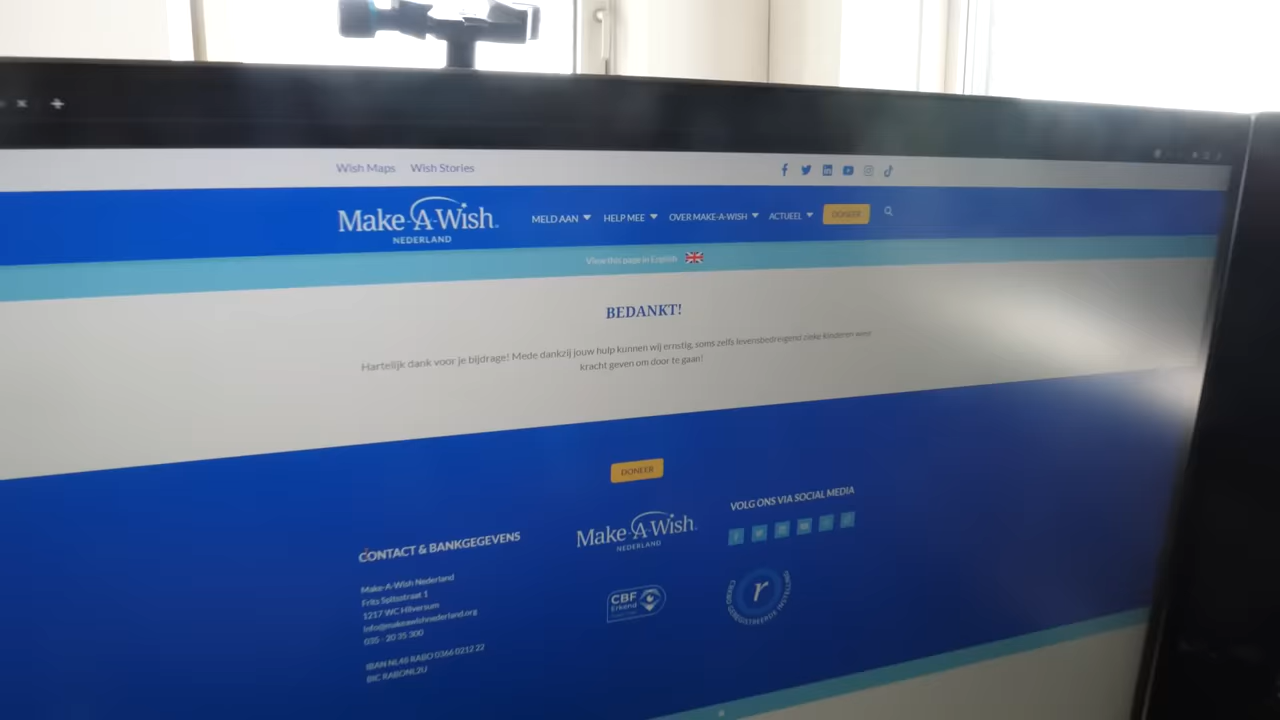 Wish Maps Wish Stories
Make-A-Wish®
NEDERLAND
MELD AAN HELP MEE OVER MAKE-A-WISH ACTUEEL DONEER
View this page in English
BEDANKT!
Hartelijk dank voor je bijdrage! Mede dankzij jouw hulp kunnen wij ernstig, soms zelfs levensbedreigend zieke kinderen weer
kracht geven om door te gaan!
DONEER
CONTACT & BANKGEGEVENS
Make-A-Wish Nederland
Frits Spitsstraat 1
1217 WC Hilversum
info@makeawishnederland.org
035 - 20 35 300
IBAN NL48 RABO 0366 0212 22
BIC RABONL2U
Make-A-Wish®
NEDERLAND
CBF
Erkend
VOLG ONS VIA SOCIAL MEDIA
r
GEREGISTREERDE INSTELLING